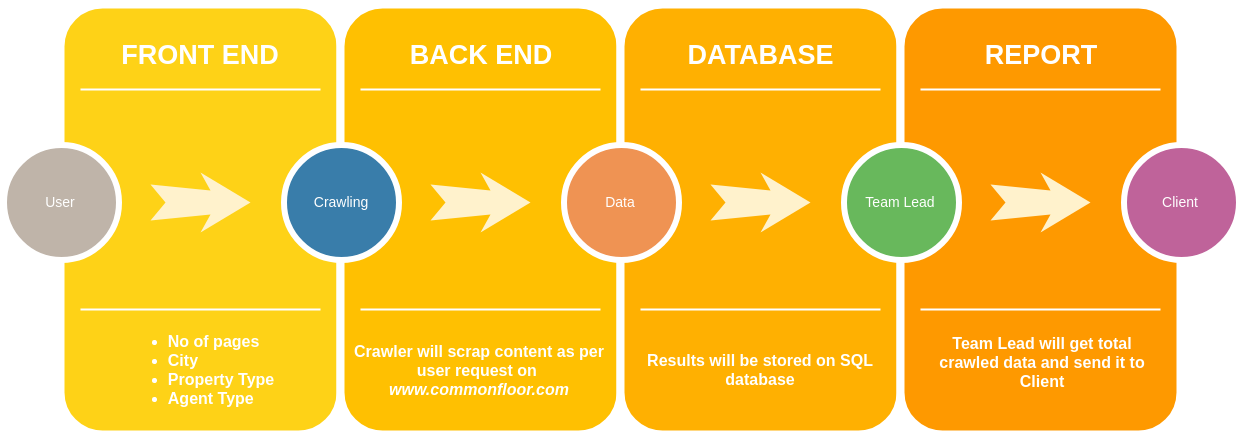 FRONT END
BACK END
DATABASE
REPORT
User
Crawling
Data
Team Lead
Client
No of pages
City
Property Type
Agent Type
Crawler will scrap content as per
user request on
www.commonfloor.com
Results will be stored on SQL
database
Team Lead will get total
crawled data and send it to
Client